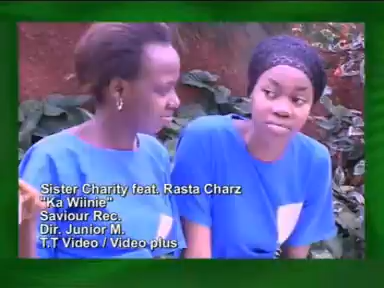 Sister Charity feat. Rasta Charz
"Ka Wiinie"
Saviour Rec.
Dir. Junior M.
T.T Video / Video plus